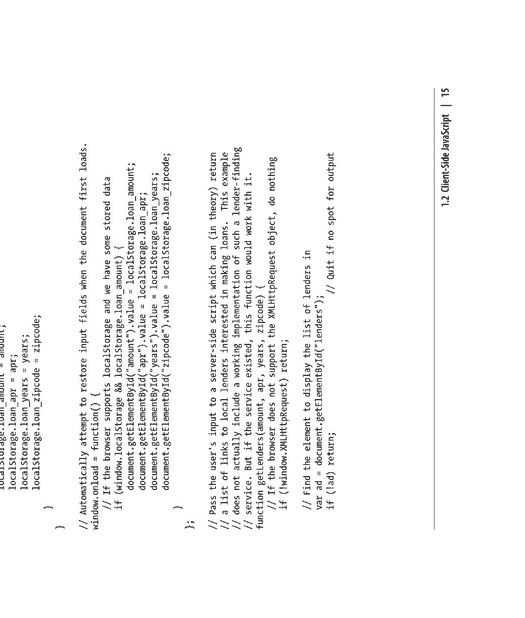 localStorage.loan_amount = amount;
localStorage.loan_apr = apr;
localStorage.loan_years = years;
localStorage.loan_zipcode = zipcode;
}
}
// Automatically attempt to restore input fields when the document first loads.
window.onload = function() {
// If the browser supports localStorage and we have some stored data
if (window.localStorage && localStorage.loan_amount) {
document.getElementById("amount").value = localStorage.loan_amount;
document.getElementById("apr").value = localStorage.loan_apr;
document.getElementById("years").value = localStorage.loan_years;
document.getElementById("zipcode").value = localStorage.loan_zipcode;
}
};
// Pass the user's input to a server-side script which can (in theory) return
// a list of links to local lenders interested in making loans. This example
// does not actually include a working implementation of such a lender-finding
// service. But if the service existed, this function would work with it.
function getLenders(amount, apr, years, zipcode) {
// If the browser does not support the XMLHttpRequest object, do nothing
if (!window.XMLHttpRequest) return;
// Find the element to display the list of lenders in
var ad = document.getElementById("lenders");
if (!ad) return; // Quit if no spot for output
1.2 Client-Side JavaScript | 15